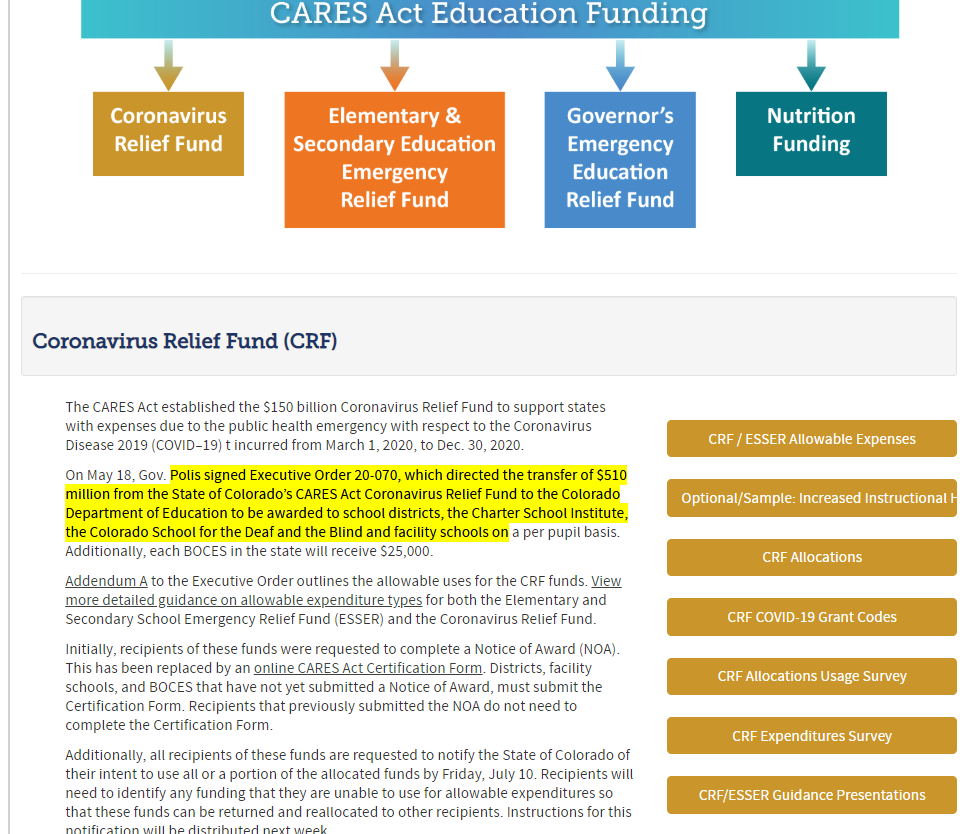 CARES Act Education Funding
Coronavirus
Relief Fund
Elementary &
Secondary Education
Emergency
Relief Fund
Governor's
Emergency
Education
Relief Fund
Nutrition
Funding
Coronavirus Relief Fund (CRF)
The CARES Act established the $150 billion Coronavirus Relief Fund to support states
with expenses due to the public health emergency with respect to the Coronavirus
Disease 2019 (COVID–19) t incurred from March 1, 2020, to Dec. 30, 2020.
On May 18, Gov. Polis signed Executive Order 20-070, which directed the transfer of $510
million from the State of Colorado's CARES Act Coronavirus Relief Fund to the Colorado
Department of Education to be awarded to school districts, the Charter School Institute,
the Colorado School for the Deaf and the Blind and facility schools on a per pupil basis.
Additionally, each BOCES in the state will receive $25,000.
Addendum A to the Executive Order outlines the allowable uses for the CRF funds. View
more detailed guidance on allowable expenditure types for both the Elementary and
Secondary School Emergency Relief Fund (ESSER) and the Coronavirus Relief Fund.
Initially, recipients of these funds were requested to complete a Notice of Award (NOA).
This has been replaced by an online CARES Act Certification Form. Districts, facility
schools, and BOCES that have not yet submitted a Notice of Award, must submit the
Certification Form. Recipients that previously submitted the NOA do not need to
complete the Certification Form.
Additionally, all recipients of these funds are requested to notify the State of Colorado of
their intent to use all or a portion of the allocated funds by Friday, July 10. Recipients will
need to identify any funding that they are unable to use for allowable expenditures so
that these funds can be returned and reallocated to other recipients. Instructions for this
notification will be distributed next week.
CRF / ESSER Allowable Expenses
Optional/Sample: Increased Instructional H
CRF Allocations
CRF COVID-19 Grant Codes
CRF Allocations Usage Survey
CRF Expenditures Survey
CRF/ESSER Guidance Presentations